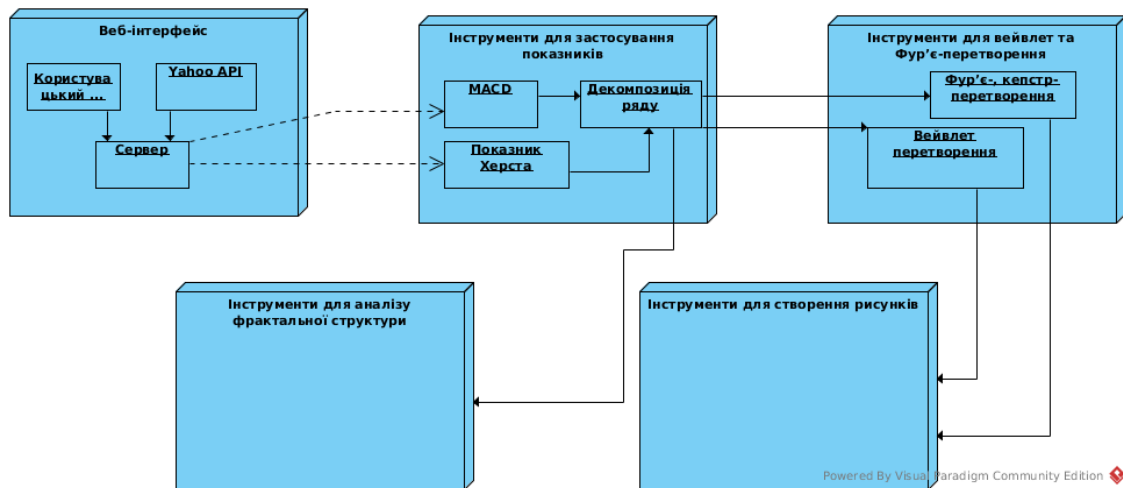 Веб-інтерфейс
Користува
цький ...
Yahoo API
Сервер
Інструменти для застосування
показників
MACD
Декомпозиція
ряду
Показник
Херста
Інструменти для вейвлет та
Фур'є-перетворення
Фур'є-, кепстр-
перетворення
Вейвлет
перетворення
Інструменти для аналізу
фрактальної структури
Інструменти для створення рисунків
Powered By Visual Paradigm Community Edition